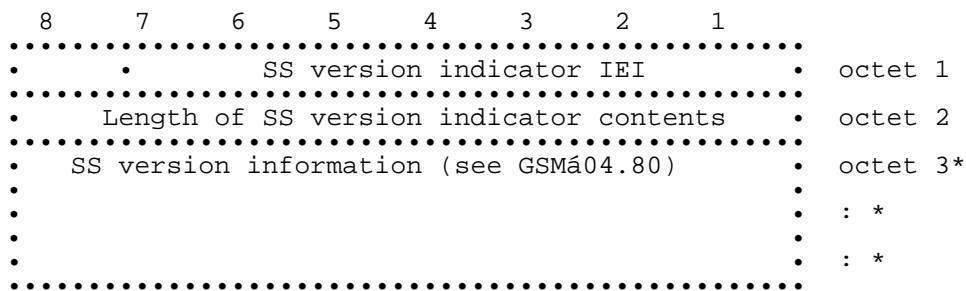 8 7 6 5 4 3 2 1
SS version indicator IEI octet 1
Length of SS version indicator contents octet 2
SS version information (see GSMá04.80) octet 3*
: *
: *